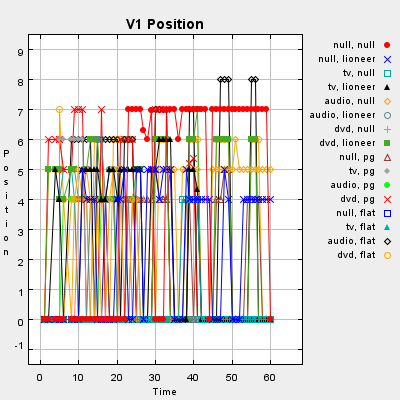 V1 Position
9
8
7
6
5
4
3
2
1
0
-1
Position
0
10
20
30
40
50
60
Time
null, null
null, lioneer
tv, null
tv, lioneer
audio, null
audio, lioneer
dvd, null
dvd, lioneer
null, pg
tv, pg
audio, pg
dvd, pg
null, flat
tv, flat
audio, flat
dvd, flat